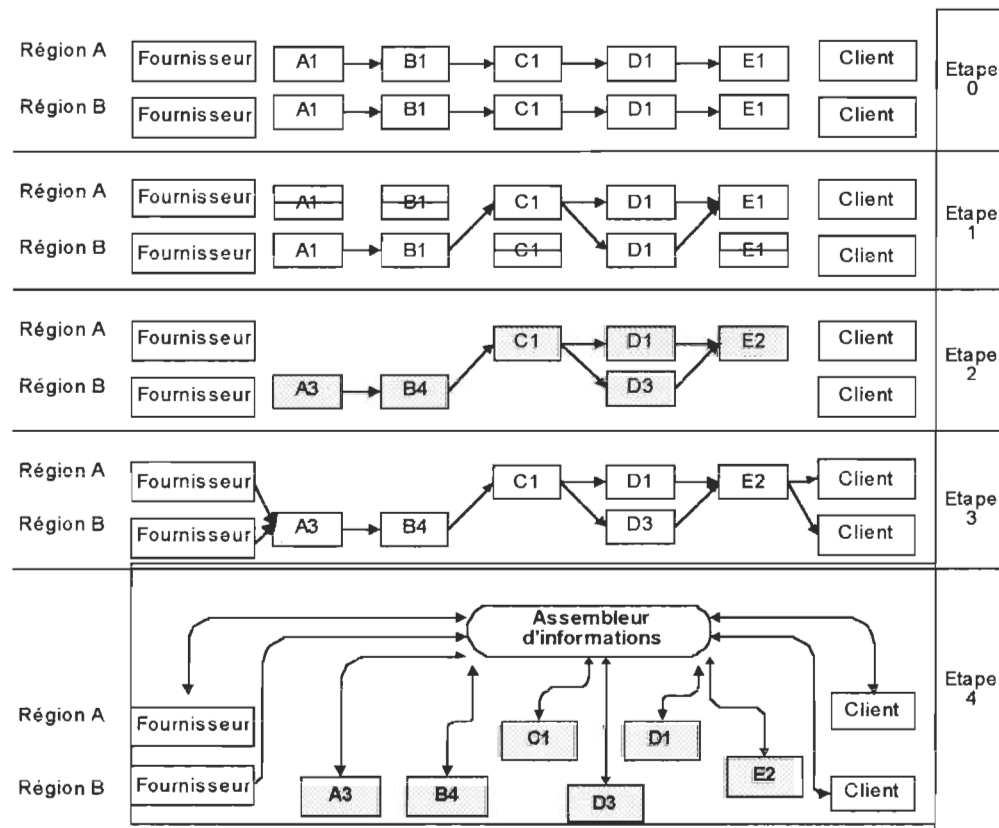 Région A
Fournisseur
A1
B1
C1
D1
E1
Client
Etape
0
Région B
Fournisseur
A1
B1
C1
D1
E1
Client
Région A
Fournisseur
A1
B1
C1
D1
E1
Client
Etape
1
Région B
Fournisseur
A1
B1
C1
D1
E1
Client
Région A
Fournisseur
C1
D1
E2
Client
Etape
2
Région B
Fournisseur
A3
B4
D3
Client
Région A
Fournisseur
C1
D1
E2
Client
Etape
3
Région B
Fournisseur
A3
B4
D3
Client
Assembleur
d'informations
Etape
4
Région A
Fournisseur
C1
D1
Client
Région B
Fournisseur
A3
B4
D3
E2
Client